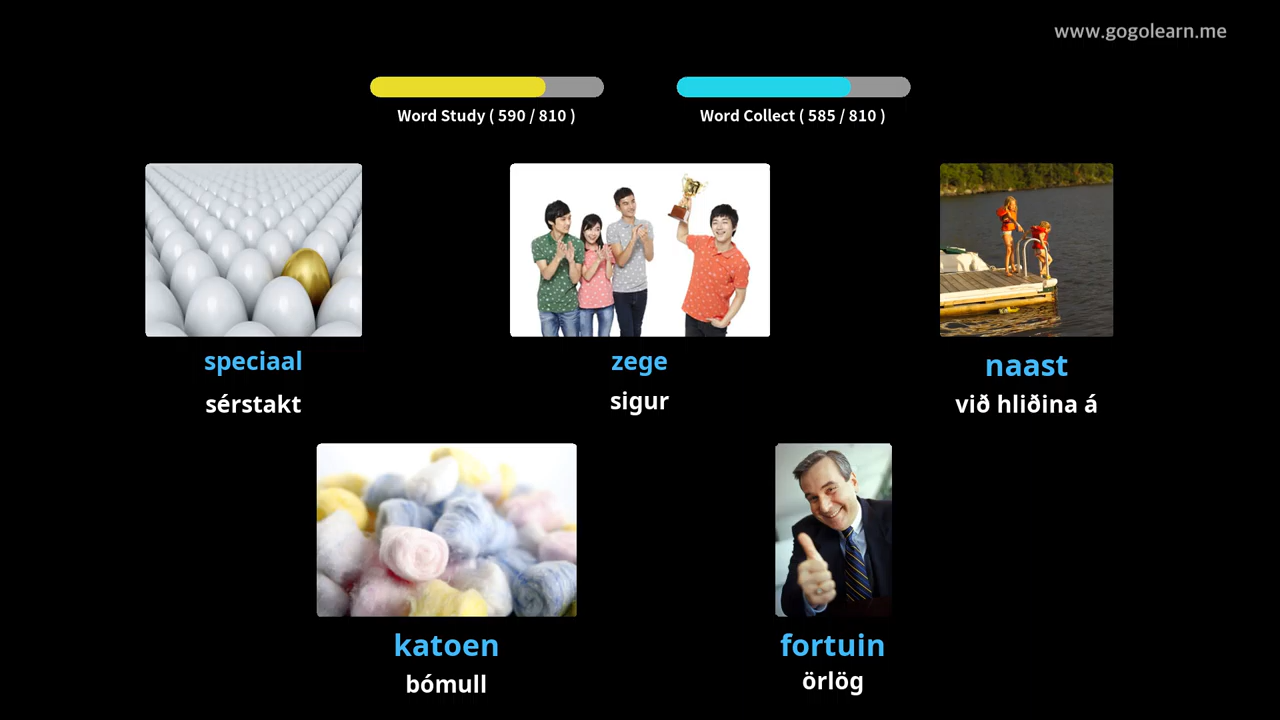 www.gogolearn.me
Word Study ( 590 / 810 )
Word Collect ( 585 / 810 )
speciaal
sérstakt
zege
sigur
naast
við hliðina á
katoen
bómull
fortuin
örlög